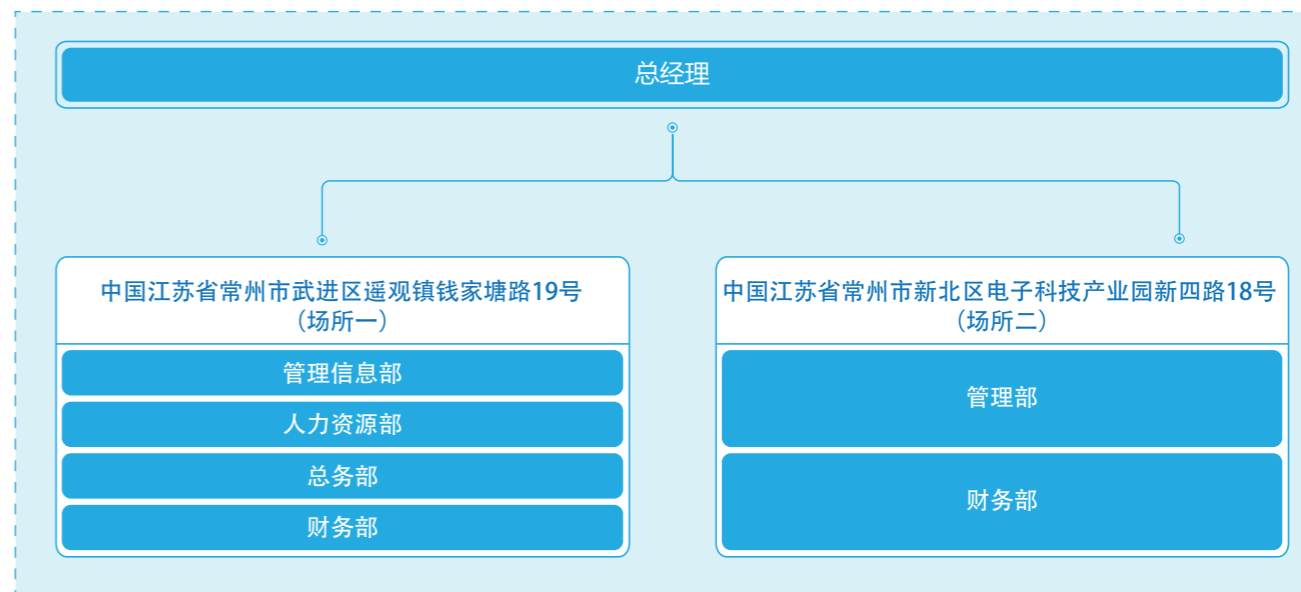 总经理
中国江苏省常州市武进区遥观镇钱家塘路19号
（场所一）
管理信息部
人力资源部
总务部
财务部
中国江苏省常州市新北区电子科技产业园新四路18号
（场所二）
管理部
财务部